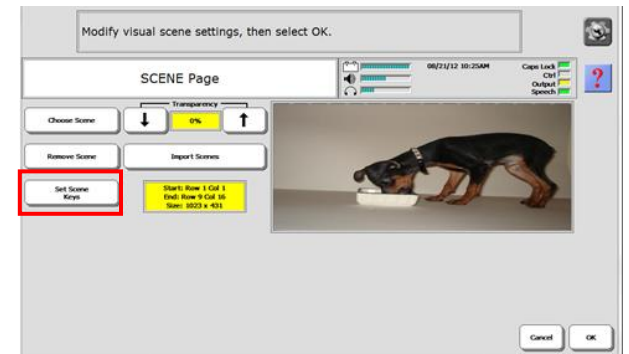 Modify visual scene settings, then select OK.
SCENE Page
08/21/12 10:25AM
Caps Lock
Ctrl
Output
Speech
?
Transparency
Choose Scene
0%
Remove Scene
Import Scenes
Set Scene
Keys
Start: Row 1 Col 1
End: Row 9 Col 16
Size: 1023 x 431
Cancel
OK